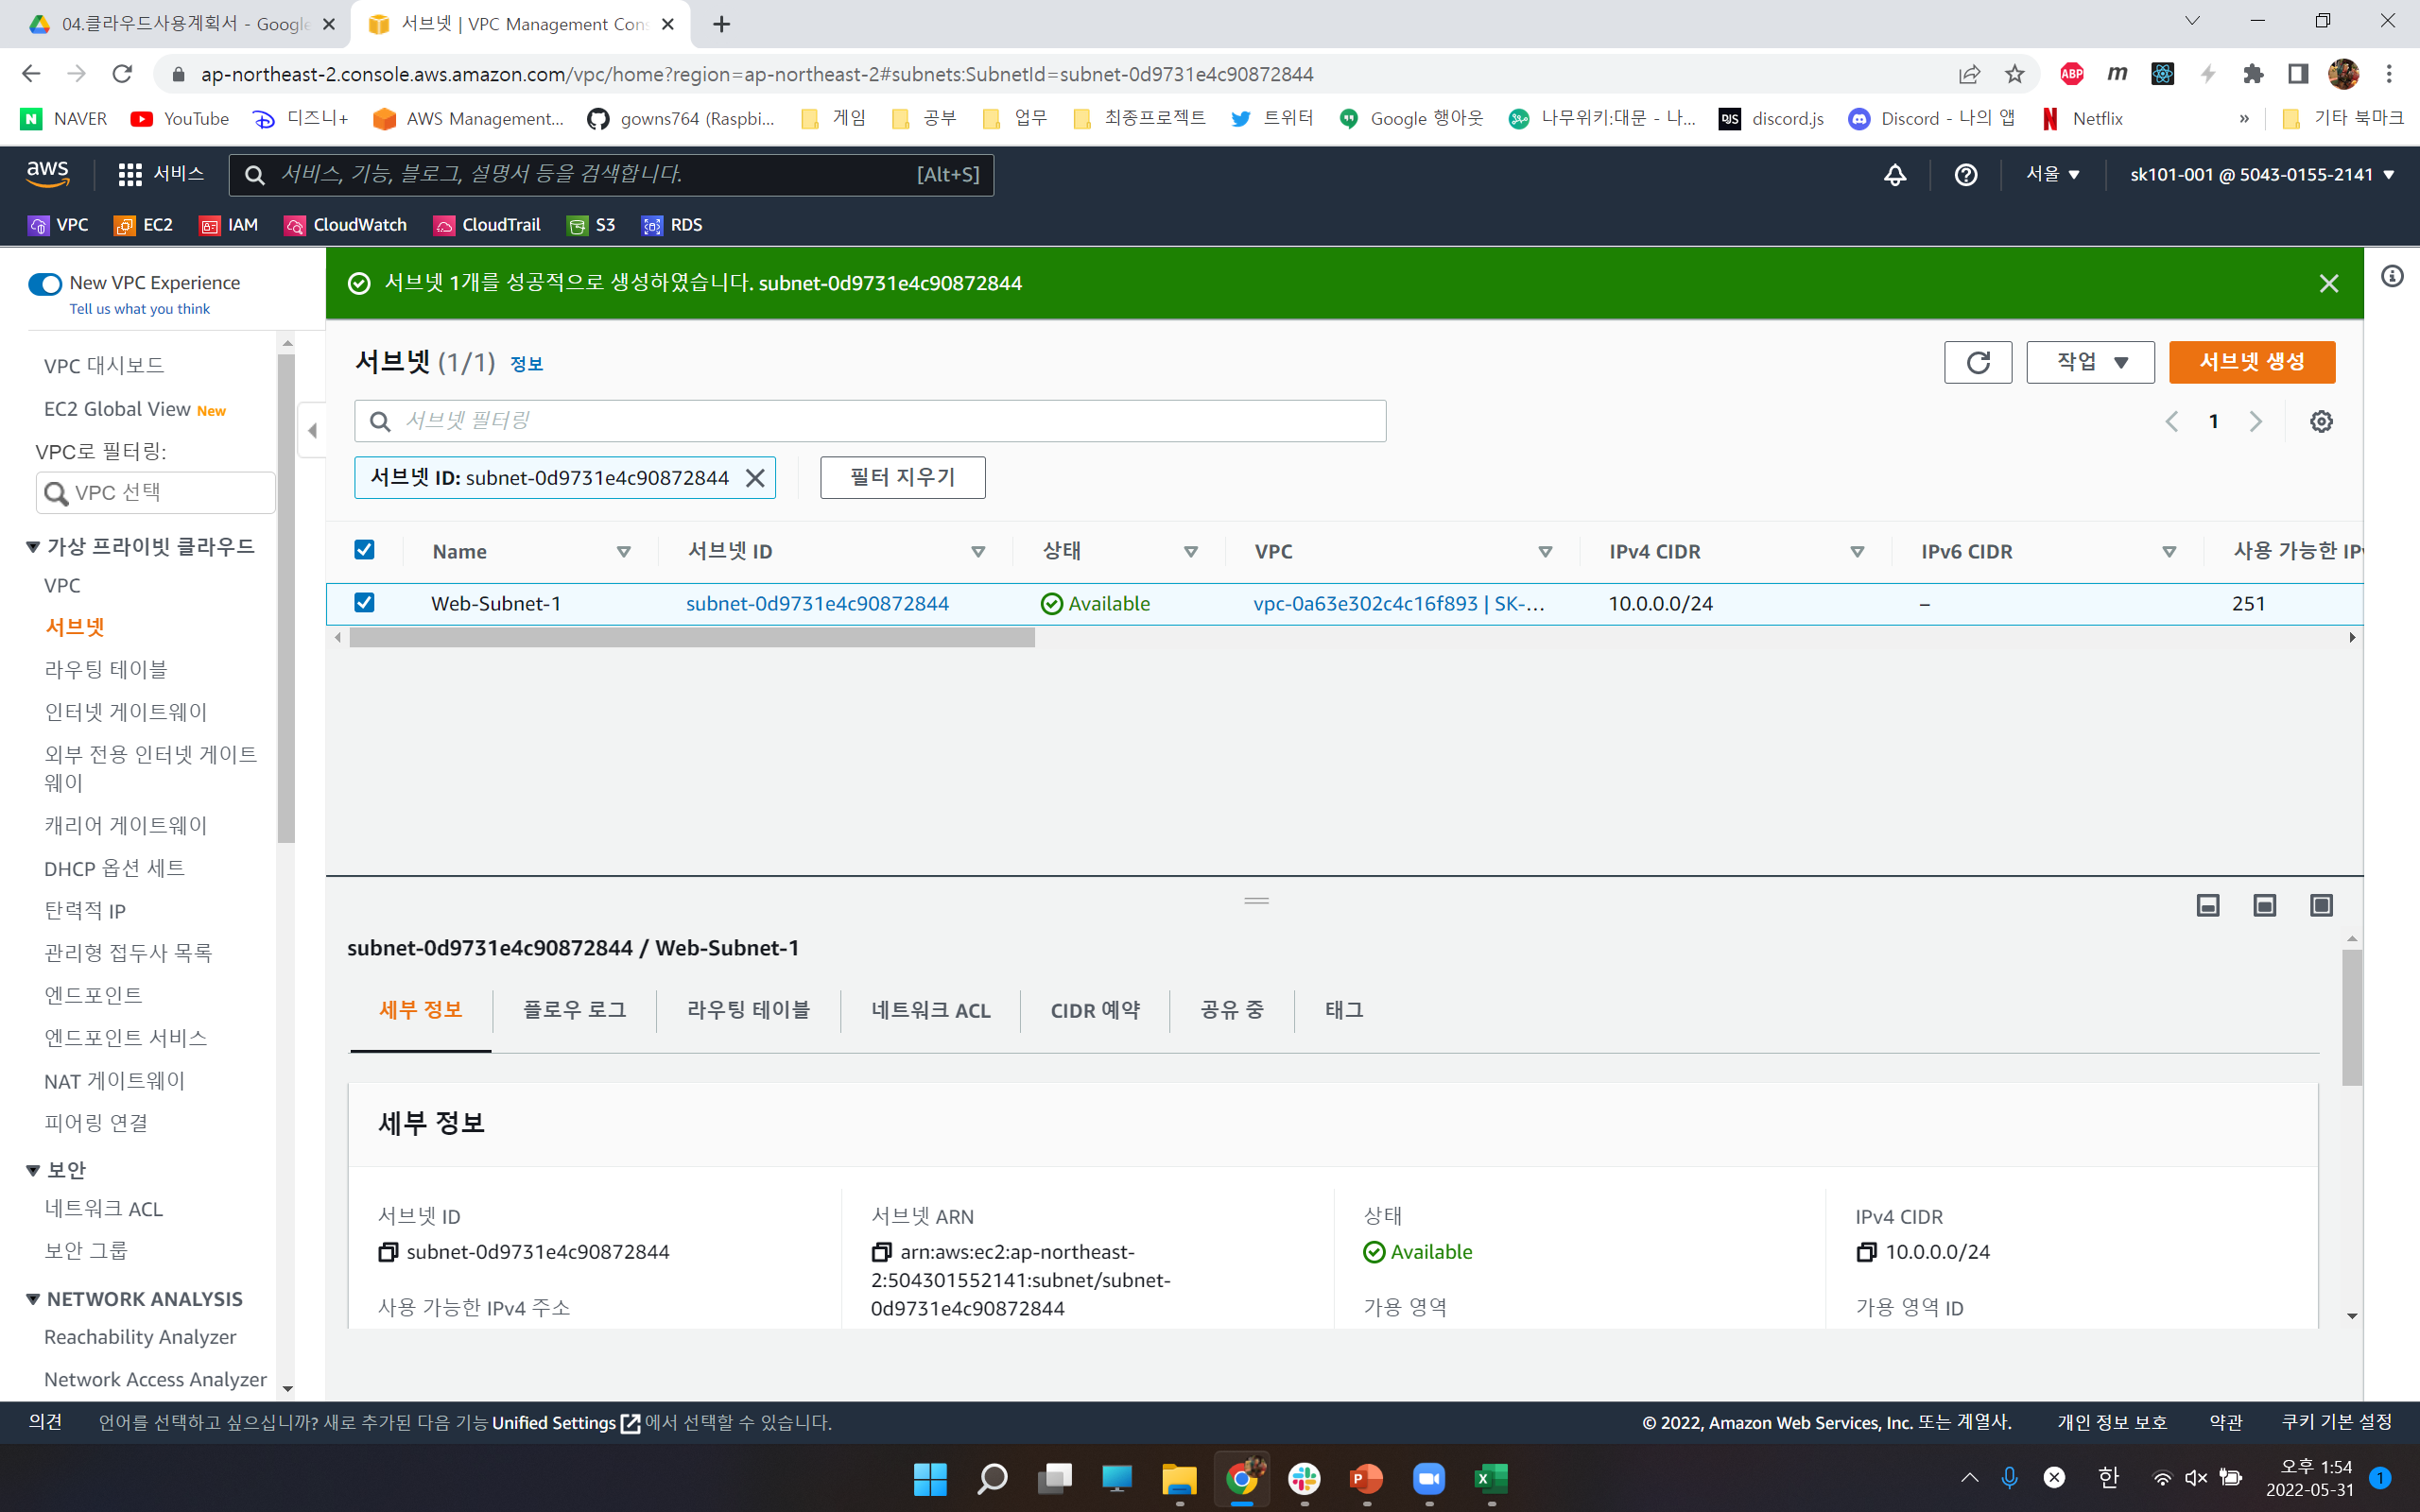 04.클라우드사용계획서 - Google
서브넷 | VPC Management Cons
ap-northeast-2.console.aws.amazon.com/vpc/home?region=ap-northeast-2#subnets:SubnetId=subnet-0d9731e4c90872844
NAVER YouTube 디즈니+ AWS Management... gowns764 (Raspbi... 게임 공부 업무 최종프로젝트 트위터 Google 행아웃 나무위키:대문 - 나... discord.js Discord - 나의 앱 Netflix » 기타 북마크
aws 서비스 서비스, 기능, 블로그, 설명서 등을 검색합니다. [Alt+S] 서울 ▼ sk101-001 @ 5043-0155-2141 ▼
VPC EC2 IAM CloudWatch CloudTrail S3 RDS
New VPC Experience
Tell us what you think
VPC 대시보드
EC2 Global View New
VPC로 필터링:
VPC 선택
가상 프라이빗 클라우드
VPC
서브넷
라우팅 테이블
인터넷 게이트웨이
외부 전용 인터넷 게이트
웨이
캐리어 게이트웨이
DHCP 옵션 세트
탄력적 IP
관리형 접두사 목록
엔드포인트
엔드포인트 서비스
NAT 게이트웨이
피어링 연결
보안
네트워크 ACL
보안 그룹
NETWORK ANALYSIS
Reachability Analyzer
Network Access Analyzer
서브넷 1개를 성공적으로 생성하였습니다. subnet-0d9731e4c90872844
서브넷 (1/1) 정보
작업 ▼ 서브넷 생성
서브넷 필터링
1
서브넷 ID: subnet-0d9731e4c90872844 필터 지우기
Name 서브넷 ID 상태 VPC IPv4 CIDR IPv6 CIDR 사용 가능한 IPv
Web-Subnet-1 subnet-0d9731e4c90872844 Available vpc-0a63e302c4c16f893 | SK-... 10.0.0.0/24 – 251
subnet-0d9731e4c90872844 / Web-Subnet-1
세부 정보 플로우 로그 라우팅 테이블 네트워크 ACL CIDR 예약 공유 중 태그
세부 정보
서브넷 ID
subnet-0d9731e4c90872844
사용 가능한 IPv4 주소
서브넷 ARN
arn:aws:ec2:ap-northeast-
2:504301552141:subnet/subnet-
0d9731e4c90872844
상태
Available
가용 영역
IPv4 CIDR
10.0.0.0/24
가용 영역 ID
의견 언어를 선택하고 싶으십니까? 새로 추가된 다음 기능 Unified Settings 에서 선택할 수 있습니다. © 2022, Amazon Web Services, Inc. 또는 계열사. 개인 정보 보호 약관 쿠키 기본 설정
한
오후 1:54
2022-05-31
1